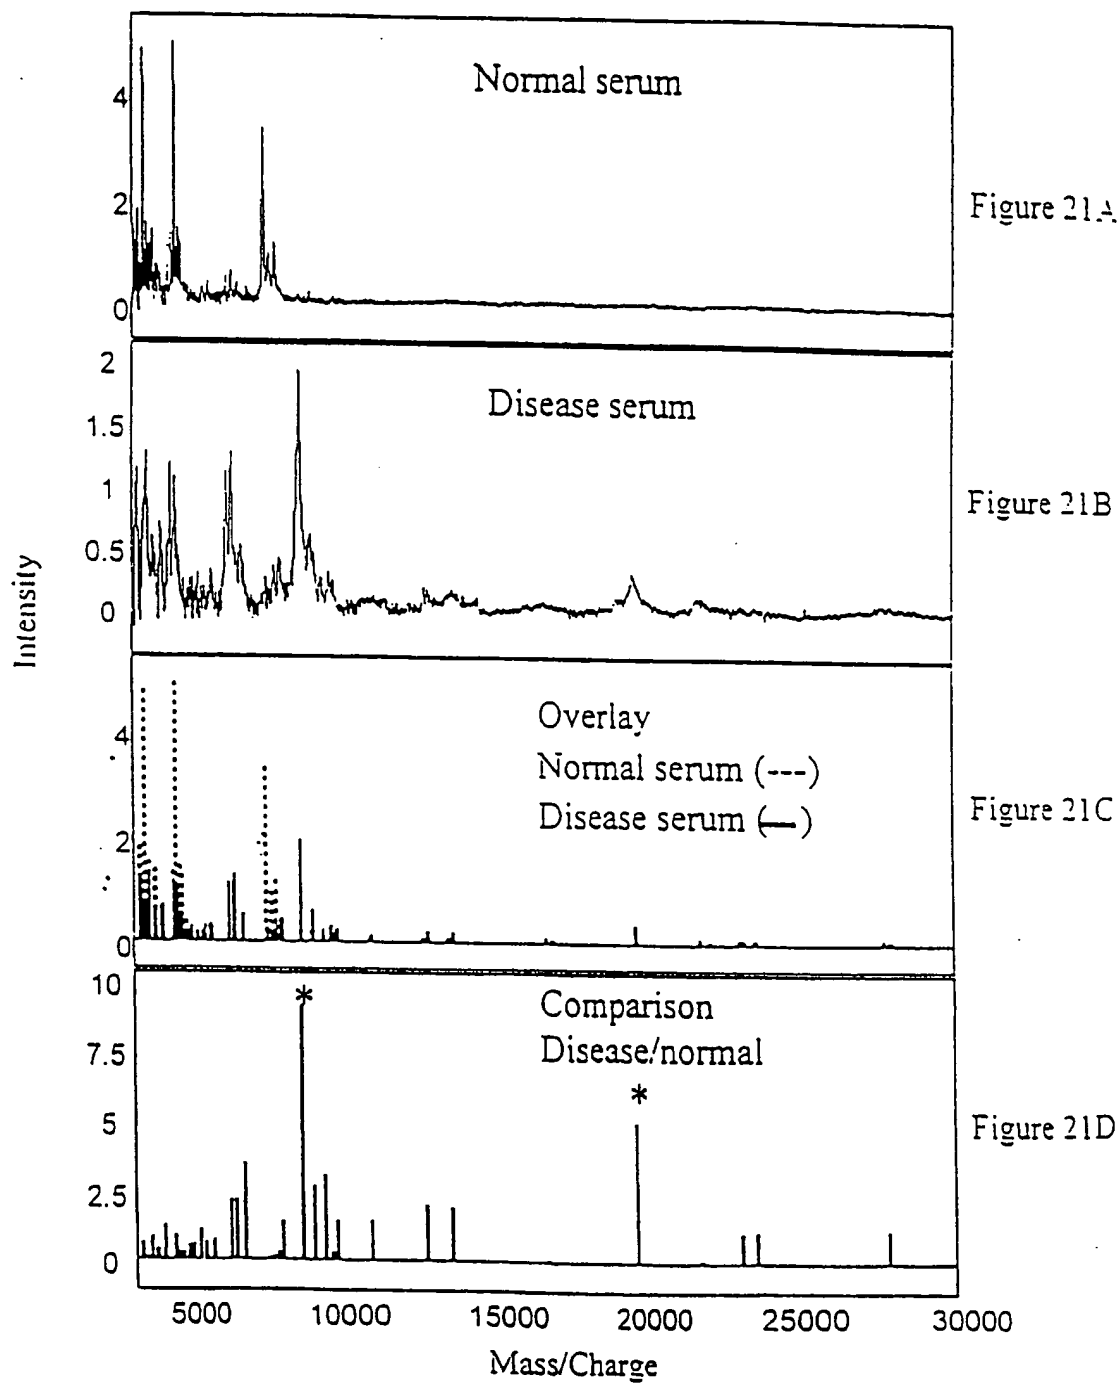 Normal serum
4
2
0
Figure 21A
Disease serum
2
1.5
1
0.5
0
Figure 21B
Intensity
Overlay
Normal serum (---)
Disease serum (—)
4
2
0
Figure 21C
Comparison
Disease/normal
10
7.5
5
2.5
0
*
*
Figure 21D
5000 10000 15000 20000 25000 30000
Mass/Charge